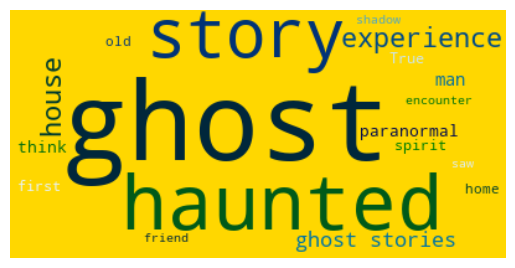 shadow
story
old
experience
True
house
man
ghost
encounter
paranormal
think
spirit
saw
haunted
first
home
friend
ghost stories